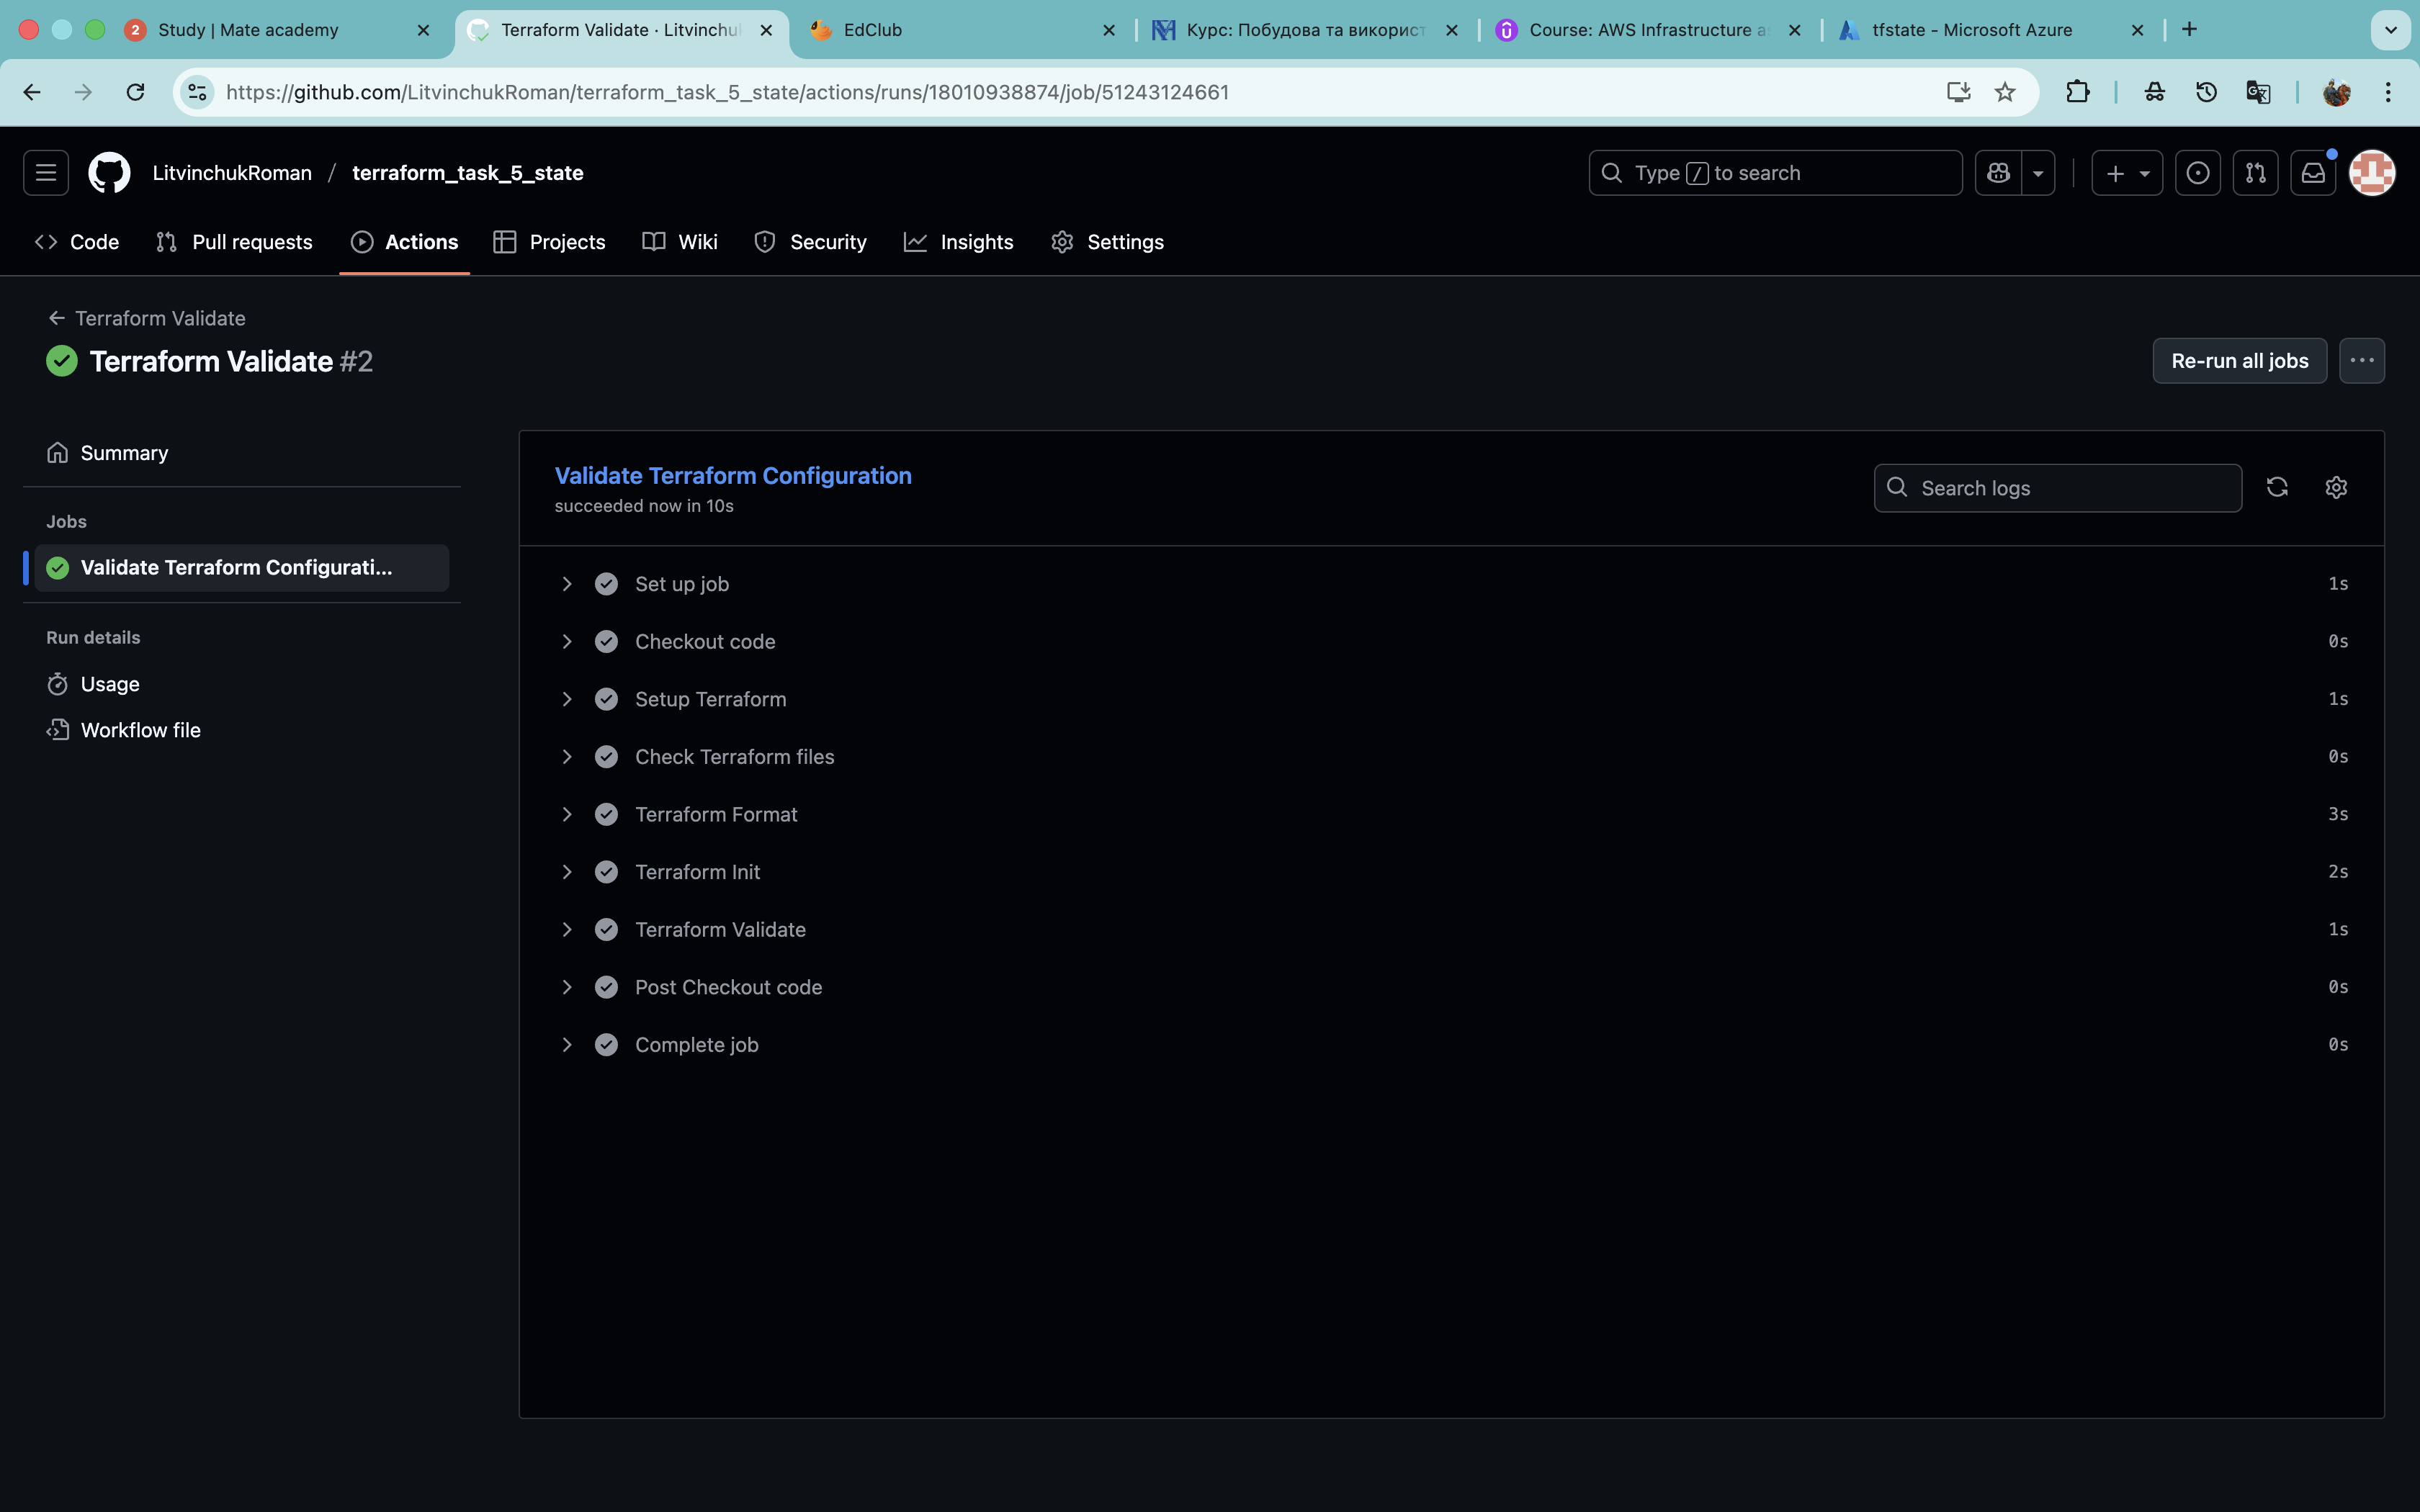 2 Study | Mate academy
Terraform Validate · Litvinchu
EdClub
Курс: Побудова та використ
Course: AWS Infrastructure as
tfstate - Microsoft Azure
https://github.com/LitvinchukRoman/terraform_task_5_state/actions/runs/18010938874/job/51243124661
LitvinchukRoman / terraform_task_5_state
Type / to search
Code
Pull requests
Actions
Projects
Wiki
Security
Insights
Settings
Terraform Validate
Terraform Validate #2
Re-run all jobs
Summary
Jobs
Validate Terraform Configurati...
Run details
Usage
Workflow file
Validate Terraform Configuration
succeeded now in 10s
Search logs
Set up job 1s
Checkout code 0s
Setup Terraform 1s
Check Terraform files 0s
Terraform Format 3s
Terraform Init 2s
Terraform Validate 1s
Post Checkout code 0s
Complete job 0s